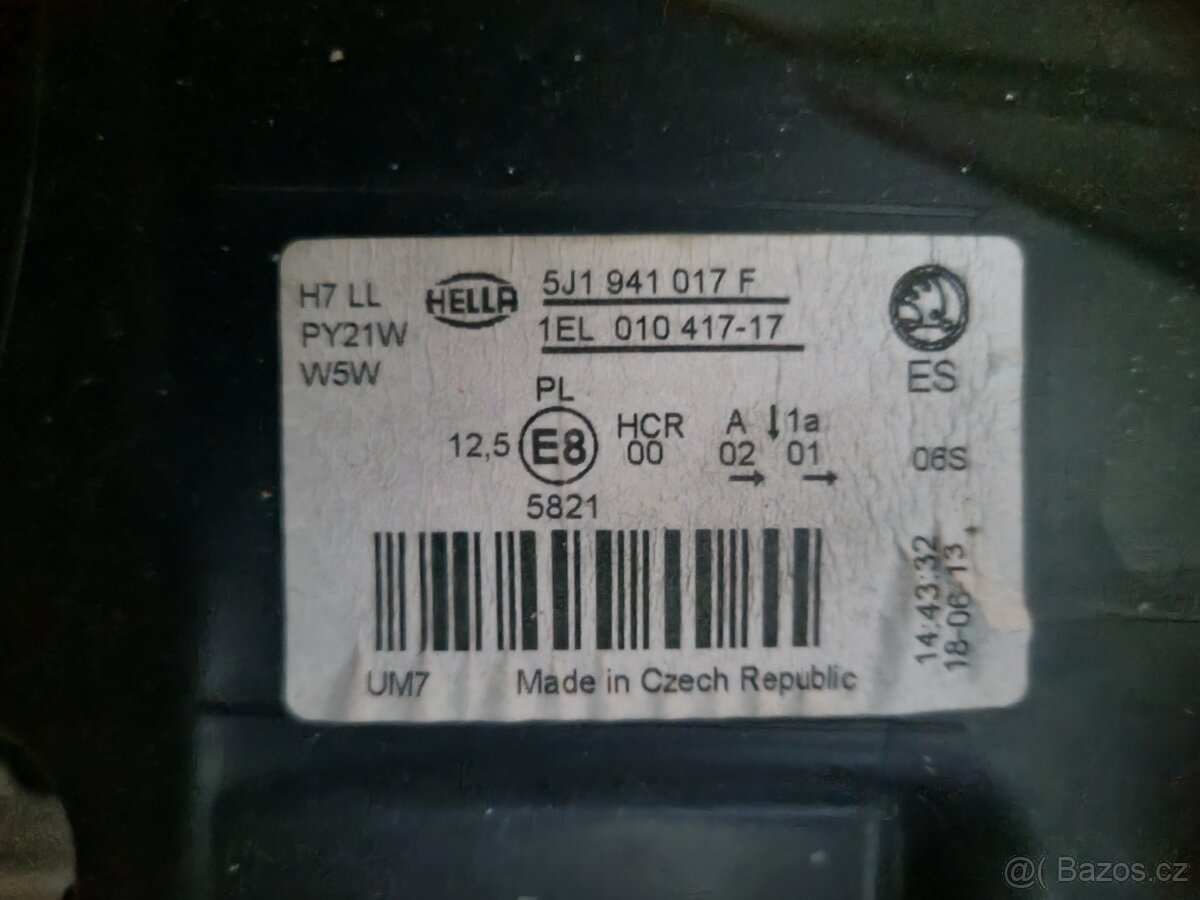 H7 LL
PY21W
W5W
HELLA
5J1 941 017 F
1EL 010 417-17
ES
PL
12,5 E8 HCR A 1a
00 02 01
06S
5821
14:43:32
18-06-13
UM7
Made in Czech Republic
@( Bazos.cz